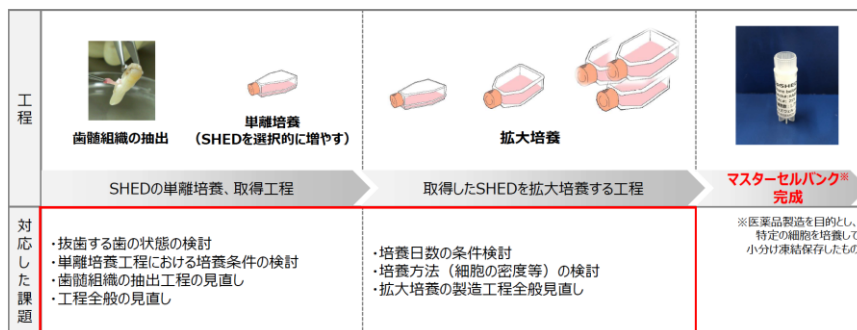 工程
歯髄組織の抽出
単離培養
(SHEDを選択的に増やす)
拡大培養
SHED
SHEDの単離培養、取得工程
取得したSHEDを拡大培養する工程
マスターセルバンク※
完成
対応した課題
・抜歯する歯の状態の検討
・単離培養工程における培養条件の検討
・歯髄組織の抽出工程の見直し
・工程全般の見直し
・培養日数の条件検討
・培養方法（細胞の密度等）の検討
・拡大培養の製造工程全般見直し
※医薬品製造を目的とし、
特定の細胞を培養して
小分け凍結保存したもの